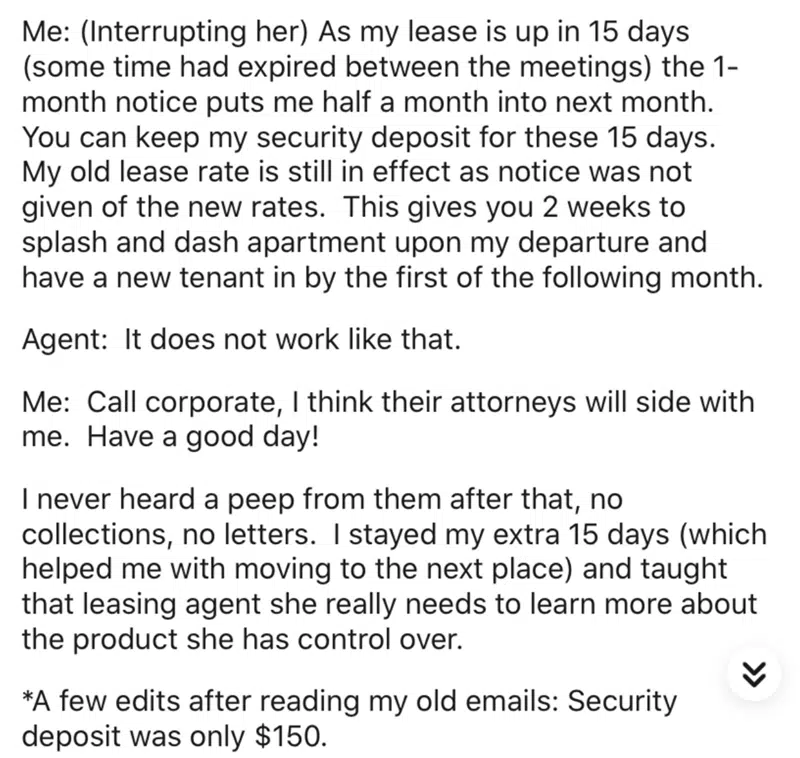 Me: (Interrupting her) As my lease is up in 15 days
(some time had expired between the meetings) the 1-
month notice puts me half a month into next month.
You can keep my security deposit for these 15 days.
My old lease rate is still in effect as notice was not
given of the new rates.  This gives you 2 weeks to
splash and dash apartment upon my departure and
have a new tenant in by the first of the following month.
Agent:  It does not work like that.
Me:  Call corporate, I think their attorneys will side with
me.  Have a good day!
I never heard a peep from them after that, no
collections, no letters.  I stayed my extra 15 days (which
helped me with moving to the next place) and taught
that leasing agent she really needs to learn more about
the product she has control over.
*A few edits after reading my old emails: Security
deposit was only $150.